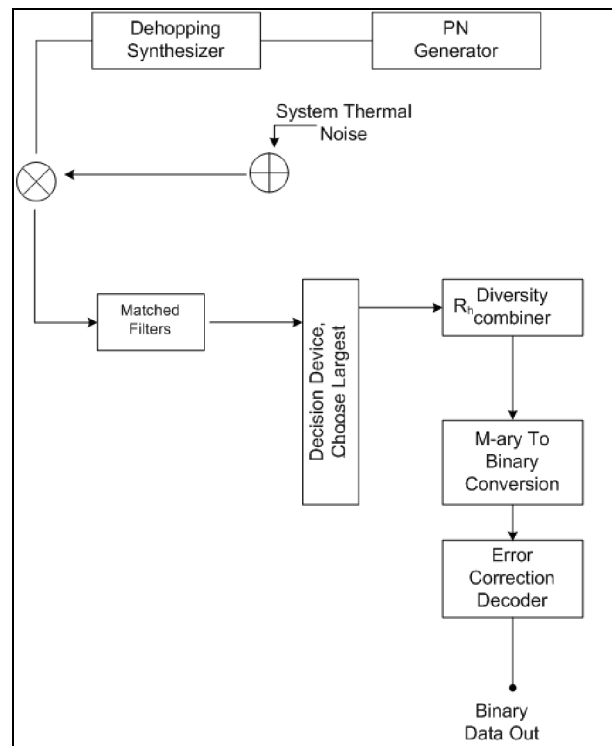 Dehopping
Synthesizer
PN
Generator
System Thermal
Noise
Matched
Filters
Decision Device,
Choose Largest
Rₕ Diversity
combiner
M-ary To
Binary
Conversion
Error
Correction
Decoder
Binary
Data Out